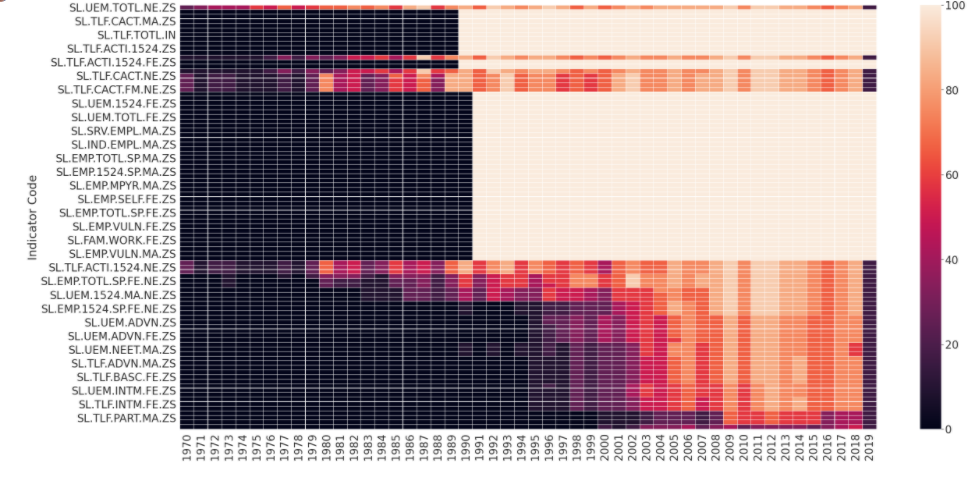 SL.UEM.TOTL.NE.ZS
SL.TLF.CACT.MA.ZS
SL.TLF.TOTL.IN
SL.TLF.ACTI.1524.ZS
SL.TLF.ACTI.1524.FE.ZS
SL.TLF.CACT.NE.ZS
SL.TLF.CACT.FM.NE.ZS
SL.UEM.1524.FE.ZS
SL.UEM.TOTL.FE.ZS
SL.SRV.EMPL.MA.ZS
SL.IND.EMPL.MA.ZS
SL.EMP.TOTL.SP.MA.ZS
SL.EMP.1524.SP.MA.ZS
SL.EMP.MPYR.MA.ZS
SL.EMP.SELF.FE.ZS
SL.EMP.TOTL.SP.FE.ZS
SL.EMP.VULN.FE.ZS
SL.FAM.WORK.FE.ZS
SL.EMP.VULN.MA.ZS
SL.TLF.ACTI.1524.NE.ZS
SL.EMP.TOTL.SP.FE.NE.ZS
SL.UEM.1524.MA.NE.ZS
SL.EMP.1524.SP.FE.NE.ZS
SL.UEM.ADVN.ZS
SL.UEM.ADVN.FE.ZS
SL.UEM.NEET.MA.ZS
SL.TLF.ADVN.MA.ZS
SL.TLF.BASC.FE.ZS
SL.UEM.INTM.FE.ZS
SL.TLF.INTM.FE.ZS
SL.TLF.PART.MA.ZS
Indicator Code
1970 1971 1972 1973 1974 1975 1976 1977 1978 1979 1980 1981 1982 1983 1984 1985 1986 1987 1988 1989 1990 1991 1992 1993 1994 1995 1996 1997 1998 1999 2000 2001 2002 2003 2004 2005 2006 2007 2008 2009 2010 2011 2012 2013 2014 2015 2016 2017 2018 2019
100
80
60
40
20
0